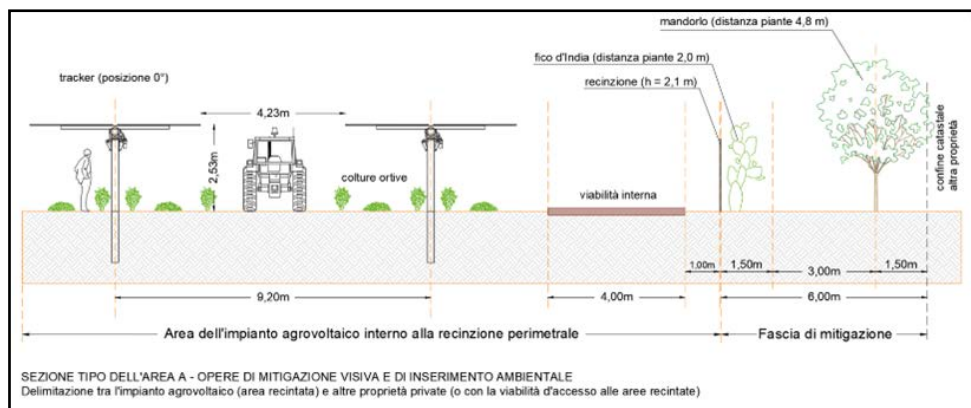 mandorlo (distanza piante 4,8 m)
fico d'India (distanza piante 2,0 m)
tracker (posizione 0°)
recinzione (h = 2,1 m)
4,23m
2,53m
colture ortive
viabilità interna
confine catastale
altra proprietà
1,00m
1,50m
3,00m
1,50m
9,20m
4,00m
6,00m
Area dell'impianto agrovoltaico interno alla recinzione perimetrale
Fascia di mitigazione
SEZIONE TIPO DELL'AREA A - OPERE DI MITIGAZIONE VISIVA E DI INSERIMENTO AMBIENTALE
Delimitazione tra l'impianto agrovoltaico (area recintata) e altre proprietà private (o con la viabilità d'accesso alle aree recintate)